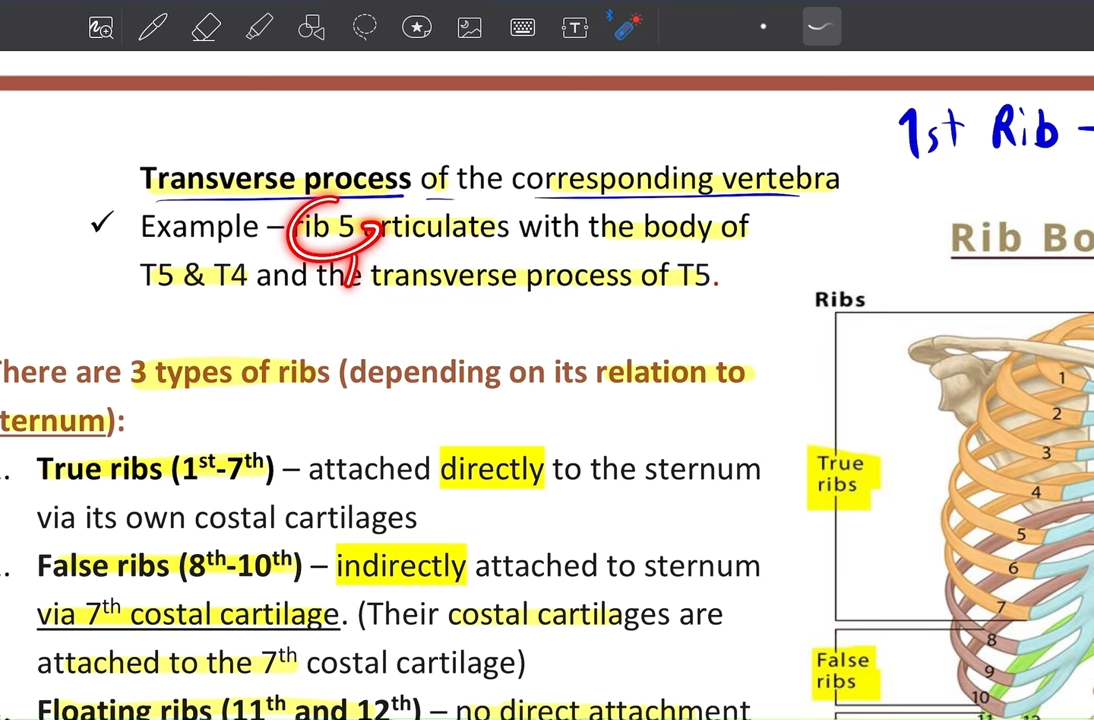 1st Rib -
Transverse process of the corresponding vertebra
✓ Example – rib 5 articulates with the body of
T5 & T4 and the transverse process of T5.
Rib Bo
Ribs
here are 3 types of ribs (depending on its relation to
ternum):
. True ribs (1st-7th) – attached directly to the sternum
via its own costal cartilages
. False ribs (8th-10th) – indirectly attached to sternum
via 7th costal cartilage. (Their costal cartilages are
attached to the 7th costal cartilage)
Floating ribs (11th and 12th) – no direct attachment
True
ribs
False
ribs
1
2
3
4
5
6
7
8
9
10